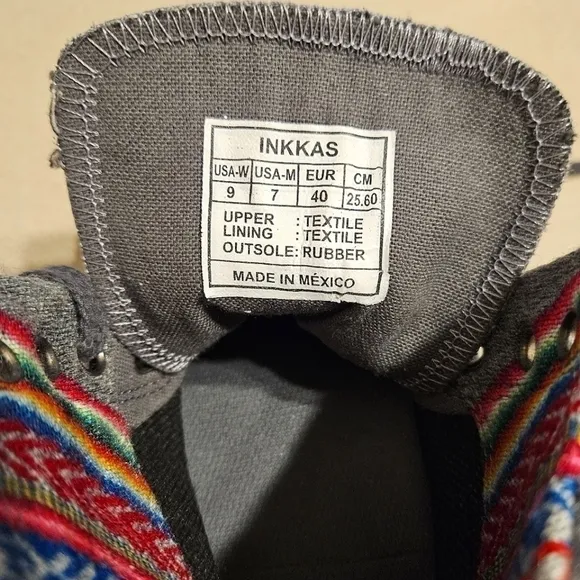 INKKAS
USA-W USA-M EUR CM
9 7 40 25.60
UPPER : TEXTILE
LINING : TEXTILE
OUTSOLE: RUBBER
MADE IN MÉXICO